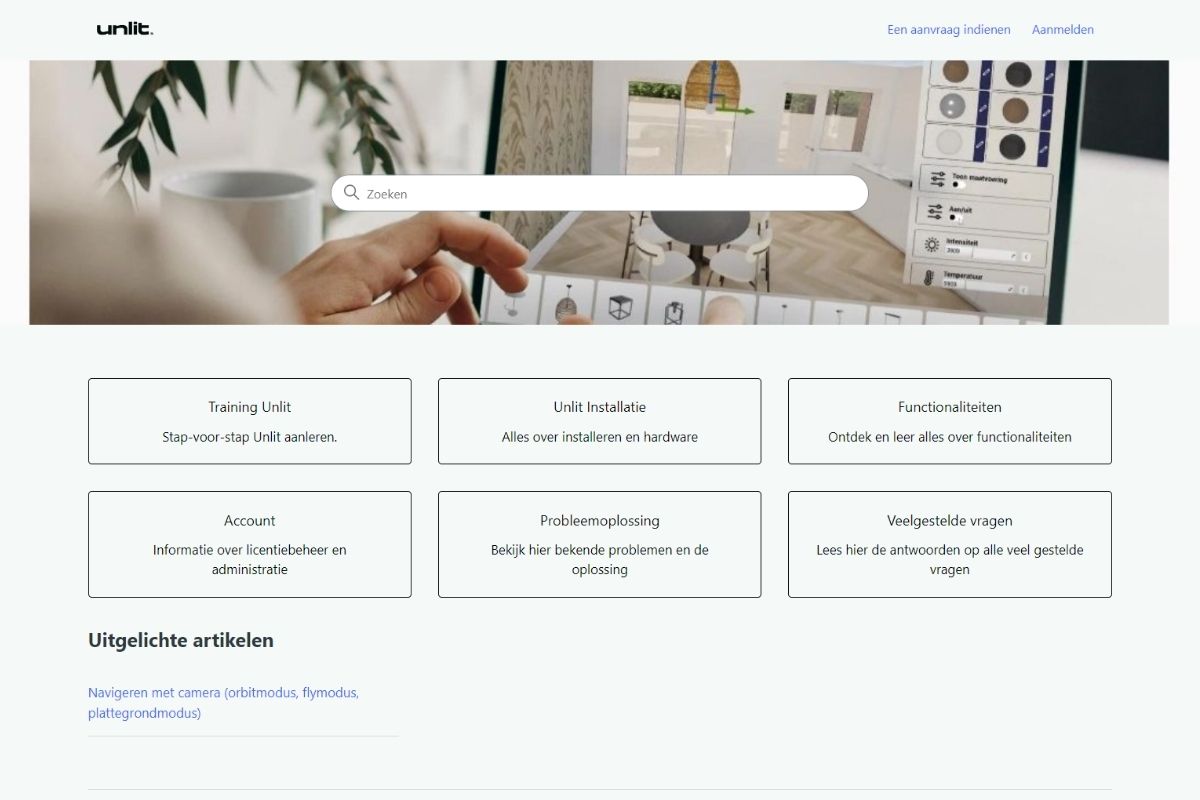 unlit.
Een aanvraag indienen
Aanmelden
Toon maatvoering
Aan/uit
Intensiteit
3909
Temperatuur
5909
Zoeken
Training Unlit
Stap-voor-stap Unlit aanleren.
Unlit Installatie
Alles over installeren en hardware
Functionaliteiten
Ontdek en leer alles over functionaliteiten
Account
Informatie over licentiebeheer en
administratie
Probleemoplossing
Bekijk hier bekende problemen en de
oplossing
Veelgestelde vragen
Lees hier de antwoorden op alle veel gestelde
vragen
Uitgelichte artikelen
Navigeren met camera (orbitmodus, flymodus,
plattegrondmodus)